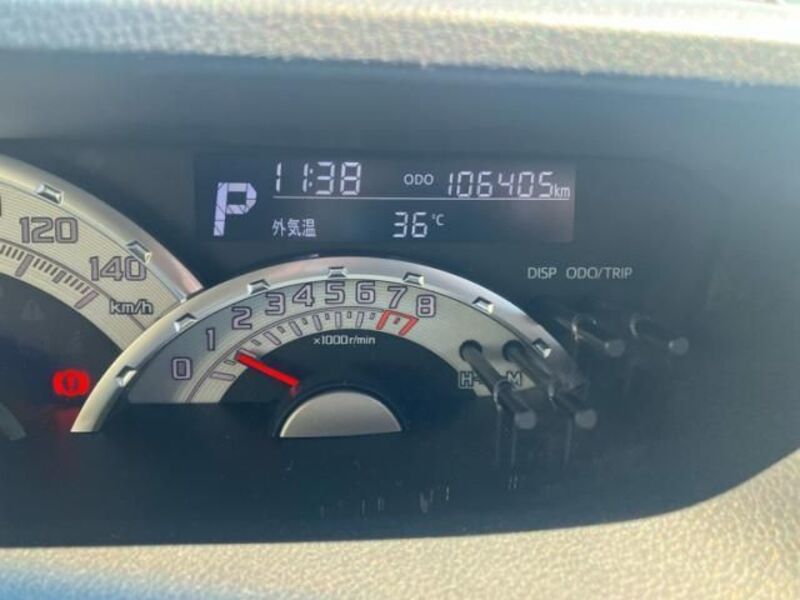 P 11:38 ODO 106405km
外気温 36℃
DISP ODO/TRIP
120
140
km/h
0 1 2 3 4 5 6 7 8
×1000r/min